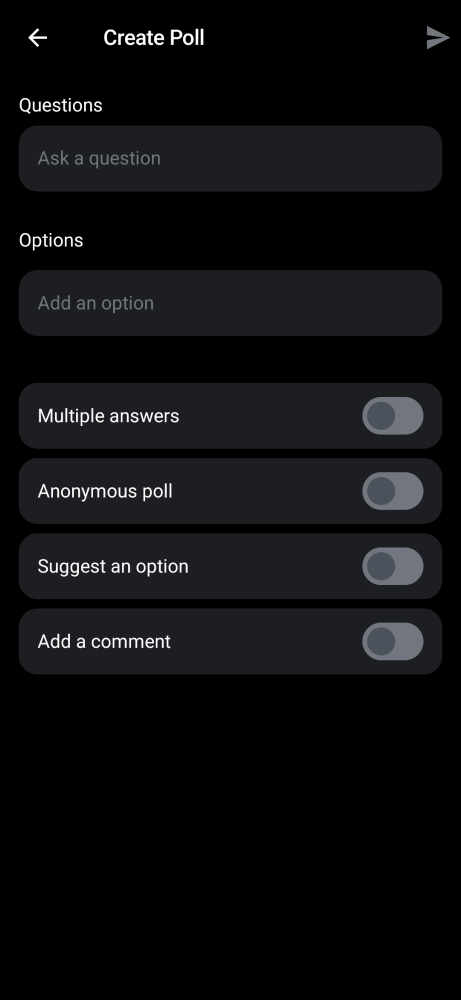 Create Poll
Questions
Ask a question
Options
Add an option
Multiple answers
Anonymous poll
Suggest an option
Add a comment